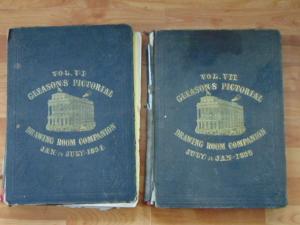 VOL. VI
GLEASON'S PICTORIAL
DRAWING ROOM COMPANION
JAN TO JULY - 1854
VOL. VII
GLEASON'S PICTORIAL
DRAWING ROOM COMPANION
JULY TO JAN - 1855